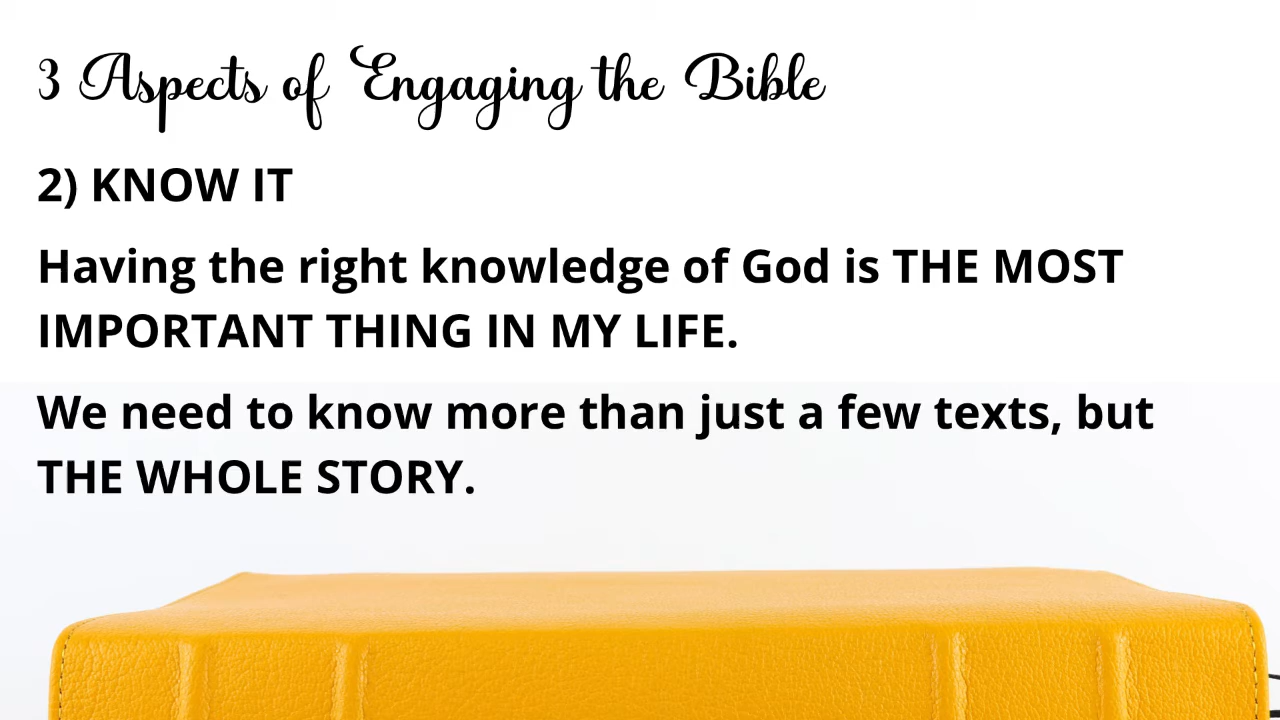 3 Aspects of Engaging the Bible
2) KNOW IT
Having the right knowledge of God is THE MOST
IMPORTANT THING IN MY LIFE.
We need to know more than just a few texts, but
THE WHOLE STORY.